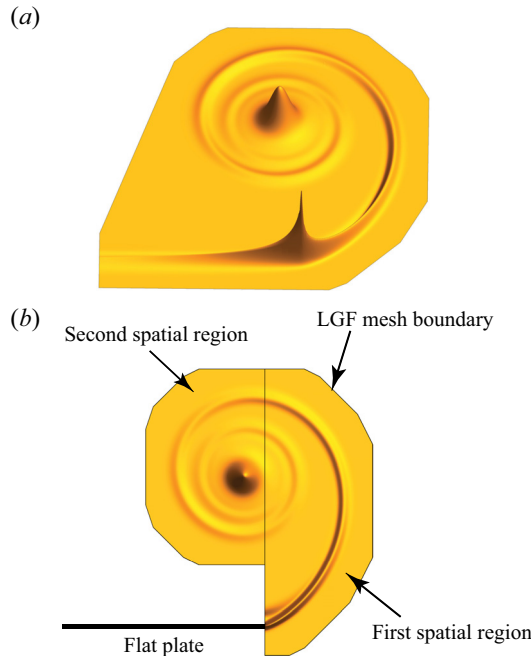 (a)
(b)
LGF mesh boundary
Second spatial region
First spatial region
Flat plate